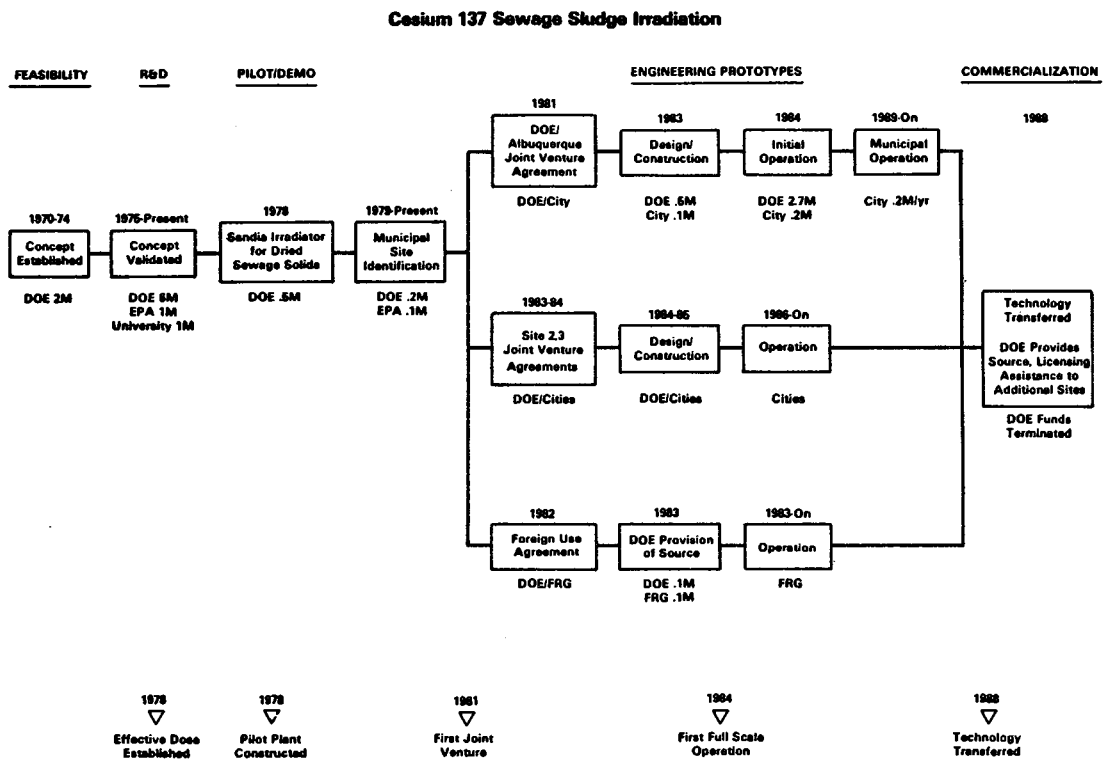 Cesium 137 Sewage Sludge Irradiation
FEASIBILITY
R&D
PILOT/DEMO
ENGINEERING PROTOTYPES
COMMERCIALIZATION
1970-74
Concept
Established
DOE 2M
1975-Present
Concept
Validated
DOE 6M
EPA 1M
University 1M
1978
Sandia Irradiator
for Dried
Sewage Solids
DOE .5M
1979-Present
Municipal
Site
Identification
DOE .2M
EPA .1M
1981
DOE/
Albuquerque
Joint Venture
Agreement
DOE/City
1983
Design/
Construction
DOE .5M
City .1M
1984
Initial
Operation
DOE 2.7M
City .2M
1989-On
Municipal
Operation
City .2M/yr
1983-84
Site 2,3
Joint Venture
Agreements
DOE/Cities
1984-85
Design/
Construction
DOE/Cities
1986-On
Operation
Cities
1982
Foreign Use
Agreement
DOE/FRG
1983
DOE Provision
of Source
DOE .1M
FRG .1M
1983-On
Operation
FRG
1988
Technology
Transferred
DOE Provides
Source, Licensing
Assistance to
Additional Sites
DOE Funds
Terminated
1978
Effective Dose
Established
1978
Pilot Plant
Constructed
1981
First Joint
Venture
1984
First Full Scale
Operation
1988
Technology
Transferred